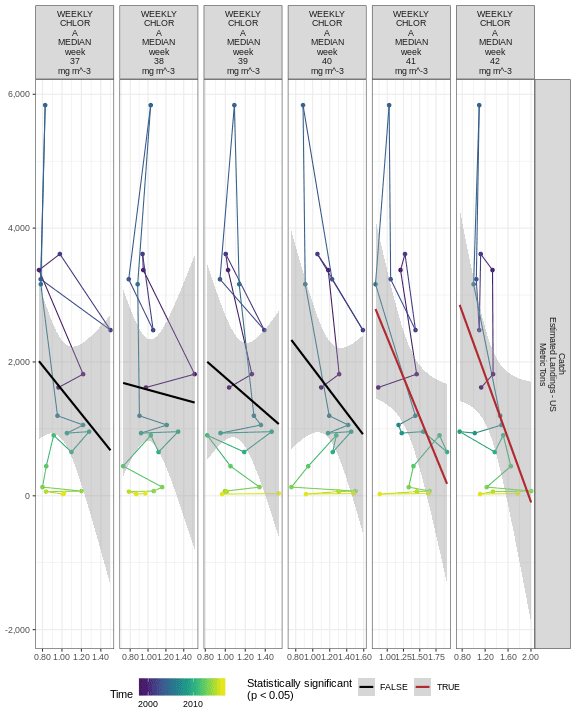 WEEKLY
CHLOR
A
MEDIAN
week
37
mg m^-3
WEEKLY
CHLOR
A
MEDIAN
week
38
mg m^-3
WEEKLY
CHLOR
A
MEDIAN
week
39
mg m^-3
WEEKLY
CHLOR
A
MEDIAN
week
40
mg m^-3
WEEKLY
CHLOR
A
MEDIAN
week
41
mg m^-3
WEEKLY
CHLOR
A
MEDIAN
week
42
mg m^-3
6,000
4,000
2,000
0
-2,000
Catch
Estimated Landings - US
Metric Tons
0.80 1.00 1.20 1.40
0.80 1.00 1.20 1.40
0.80 1.00 1.20 1.40
0.80 1.00 1.20 1.40 1.60
1.00 1.25 1.50 1.75
0.80 1.20 1.60 2.00
Time
2000 2010
Statistically significant
(p < 0.05)
FALSE
TRUE